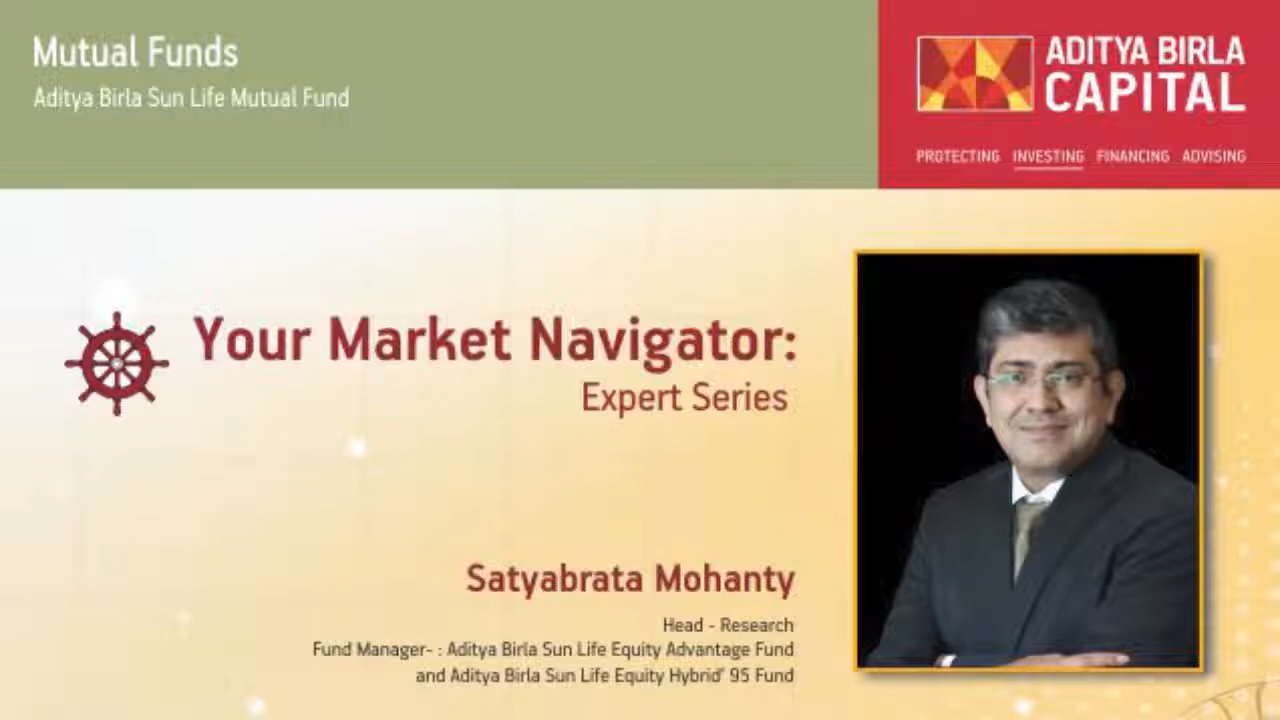 Mutual Funds
Aditya Birla Sun Life Mutual Fund
ADITYA BIRLA
CAPITAL
PROTECTING INVESTING FINANCING ADVISING
Your Market Navigator:
Expert Series
Satyabrata Mohanty
Head - Research
Fund Manager- : Aditya Birla Sun Life Equity Advantage Fund
and Aditya Birla Sun Life Equity Hybrid' 95 Fund